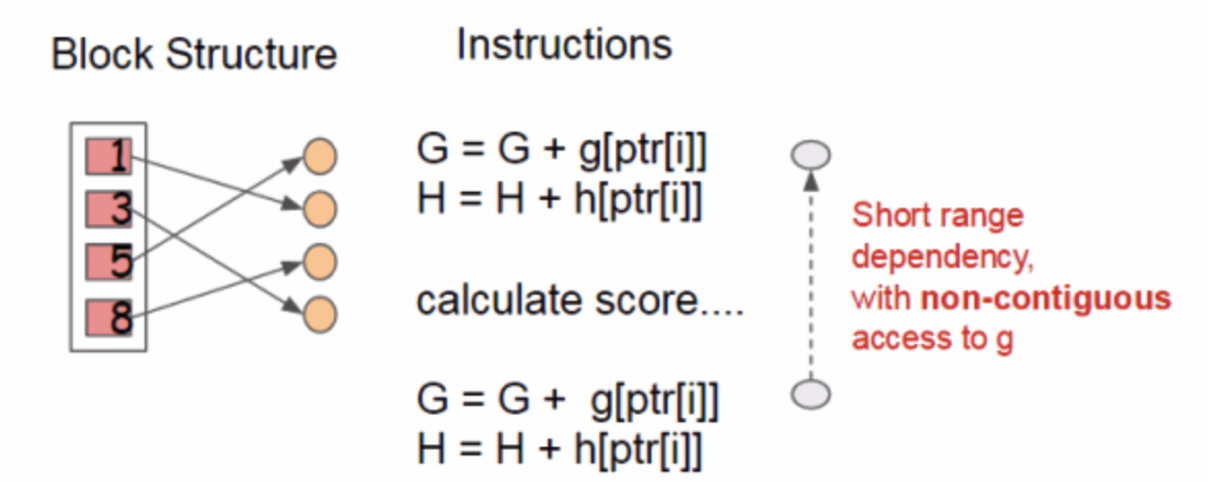 Block Structure
Instructions
1
3
5
8
G = G + g[ptr[i]]
H = H + h[ptr[i]]
calculate score....
G = G +  g[ptr[i]]
H = H + h[ptr[i]]
Short range
dependency,
with non-contiguous
access to g